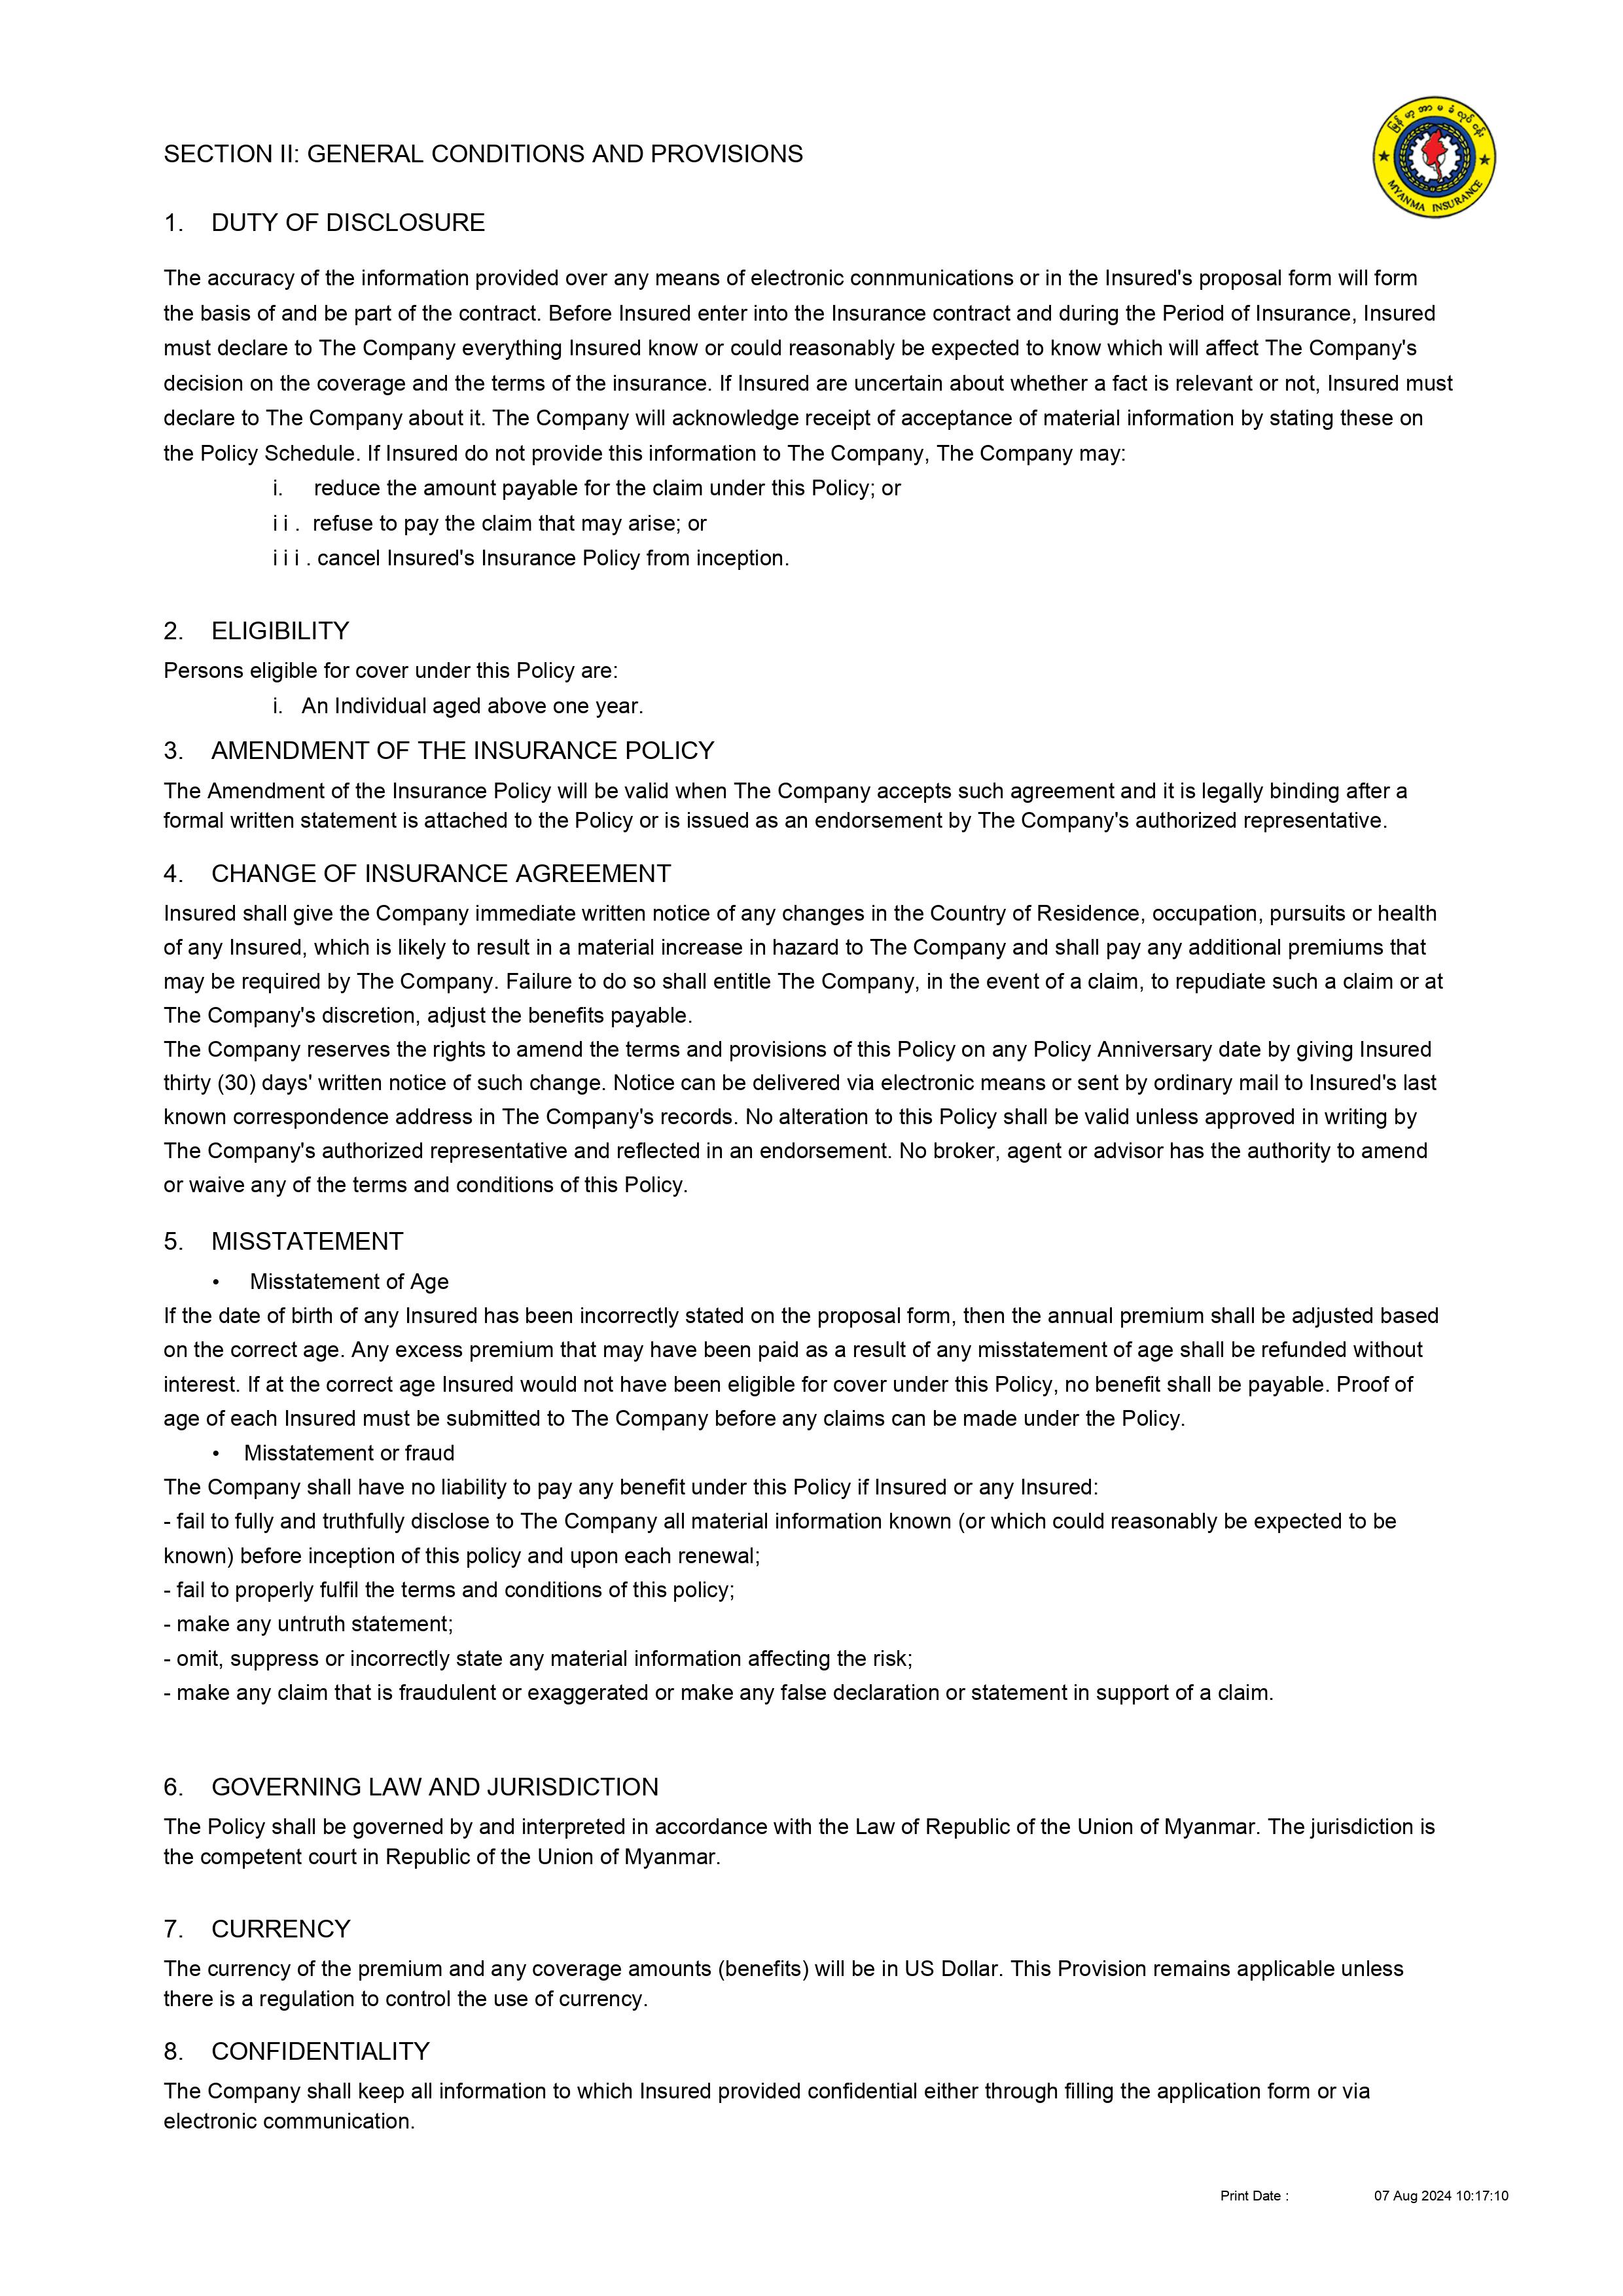 SECTION II: GENERAL CONDITIONS AND PROVISIONS
မြန်မာ့အာမခံလုပ်ငန်း
MYANMA INSURANCE
1. DUTY OF DISCLOSURE
The accuracy of the information provided over any means of electronic connmunications or in the Insured's proposal form will form
the basis of and be part of the contract. Before Insured enter into the Insurance contract and during the Period of Insurance, Insured
must declare to The Company everything Insured know or could reasonably be expected to know which will affect The Company's
decision on the coverage and the terms of the insurance. If Insured are uncertain about whether a fact is relevant or not, Insured must
declare to The Company about it. The Company will acknowledge receipt of acceptance of material information by stating these on
the Policy Schedule. If Insured do not provide this information to The Company, The Company may:
i. reduce the amount payable for the claim under this Policy; or
i i . refuse to pay the claim that may arise; or
i i i . cancel Insured's Insurance Policy from inception.
2. ELIGIBILITY
Persons eligible for cover under this Policy are:
i. An Individual aged above one year.
3. AMENDMENT OF THE INSURANCE POLICY
The Amendment of the Insurance Policy will be valid when The Company accepts such agreement and it is legally binding after a
formal written statement is attached to the Policy or is issued as an endorsement by The Company's authorized representative.
4. CHANGE OF INSURANCE AGREEMENT
Insured shall give the Company immediate written notice of any changes in the Country of Residence, occupation, pursuits or health
of any Insured, which is likely to result in a material increase in hazard to The Company and shall pay any additional premiums that
may be required by The Company. Failure to do so shall entitle The Company, in the event of a claim, to repudiate such a claim or at
The Company's discretion, adjust the benefits payable.
The Company reserves the rights to amend the terms and provisions of this Policy on any Policy Anniversary date by giving Insured
thirty (30) days' written notice of such change. Notice can be delivered via electronic means or sent by ordinary mail to Insured's last
known correspondence address in The Company's records. No alteration to this Policy shall be valid unless approved in writing by
The Company's authorized representative and reflected in an endorsement. No broker, agent or advisor has the authority to amend
or waive any of the terms and conditions of this Policy.
5. MISSTATEMENT
• Misstatement of Age
If the date of birth of any Insured has been incorrectly stated on the proposal form, then the annual premium shall be adjusted based
on the correct age. Any excess premium that may have been paid as a result of any misstatement of age shall be refunded without
interest. If at the correct age Insured would not have been eligible for cover under this Policy, no benefit shall be payable. Proof of
age of each Insured must be submitted to The Company before any claims can be made under the Policy.
• Misstatement or fraud
The Company shall have no liability to pay any benefit under this Policy if Insured or any Insured:
- fail to fully and truthfully disclose to The Company all material information known (or which could reasonably be expected to be
known) before inception of this policy and upon each renewal;
- fail to properly fulfil the terms and conditions of this policy;
- make any untruth statement;
- omit, suppress or incorrectly state any material information affecting the risk;
- make any claim that is fraudulent or exaggerated or make any false declaration or statement in support of a claim.
6. GOVERNING LAW AND JURISDICTION
The Policy shall be governed by and interpreted in accordance with the Law of Republic of the Union of Myanmar. The jurisdiction is
the competent court in Republic of the Union of Myanmar.
7. CURRENCY
The currency of the premium and any coverage amounts (benefits) will be in US Dollar. This Provision remains applicable unless
there is a regulation to control the use of currency.
8. CONFIDENTIALITY
The Company shall keep all information to which Insured provided confidential either through filling the application form or via
electronic communication.
Print Date : 07 Aug 2024 10:17:10